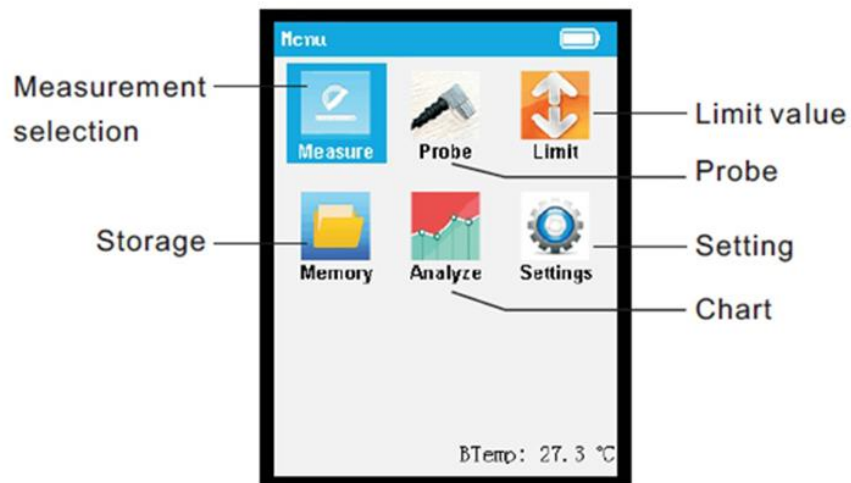 Menu
Measurement
selection
Limit value
Measure Probe Limit
Probe
Storage
Setting
Memory Analyze Settings
Chart
BTemp: 27.3 ℃